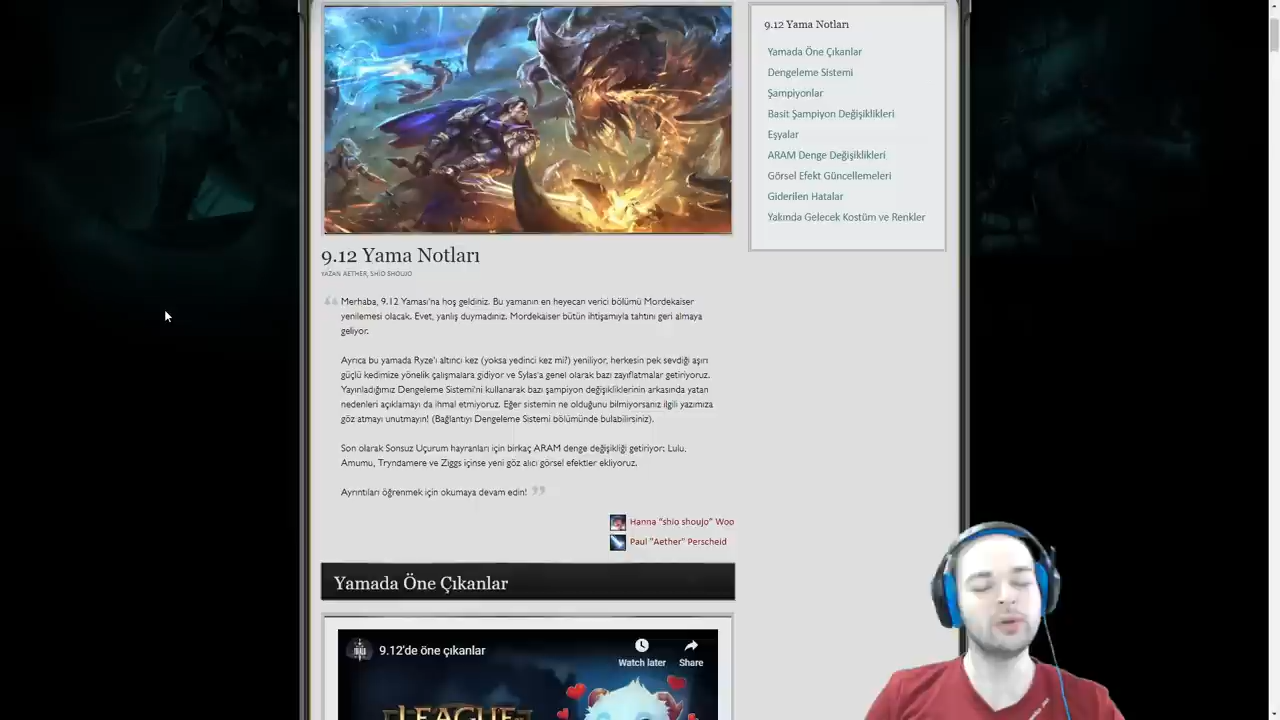 9.12 Yama Notları
YAZAN AETHER, SHİO SHOUJO
Merhaba, 9.12 Yaması'na hoş geldiniz. Bu yamanın en heyecan verici bölümü Mordekaiser
yenilemesi olacak. Evet, yanlış duymadınız. Mordekaiser bütün ihtişamıyla tahtını geri almaya
geliyor.
Ayrıca bu yamada Ryze'ı altıncı kez (yoksa yedinci kez mi?) yeniliyor, herkesin pek sevdiği aşırı
güçlü kedimize yönelik çalışmalara gidiyor ve Sylas'a genel olarak bazı zayıflatmalar getiriyoruz.
Yayınladığımız Dengeleme Sistemi'ni kullanarak bazı şampiyon değişikliklerinin arkasında yatan
nedenleri açıklamayı da ihmal etmiyoruz. Eğer sistemin ne olduğunu bilmiyorsanız ilgili yazımıza
göz atmayı unutmayın! (Bağlantıyı Dengeleme Sistemi bölümünde bulabilirsiniz).
Son olarak Sonsuz Uçurum hayranları için birkaç ARAM denge değişikliği getiriyor; Lulu,
Amumu, Tryndamere ve Ziggs içinse yeni göz alıcı görsel efektler ekliyoruz.
Ayrıntıları öğrenmek için okumaya devam edin!
Hanna "shio shoujo" Woo
Paul "Aether" Perscheid
Yamada Öne Çıkanlar
9.12'de öne çıkanlar
Watch later
Share
LEAGUE
9.12 Yama Notları
Yamada Öne Çıkanlar
Dengeleme Sistemi
Şampiyonlar
Basit Şampiyon Değişiklikleri
Eşyalar
ARAM Denge Değişiklikleri
Görsel Efekt Güncellemeleri
Giderilen Hatalar
Yakında Gelecek Kostüm ve Renkler